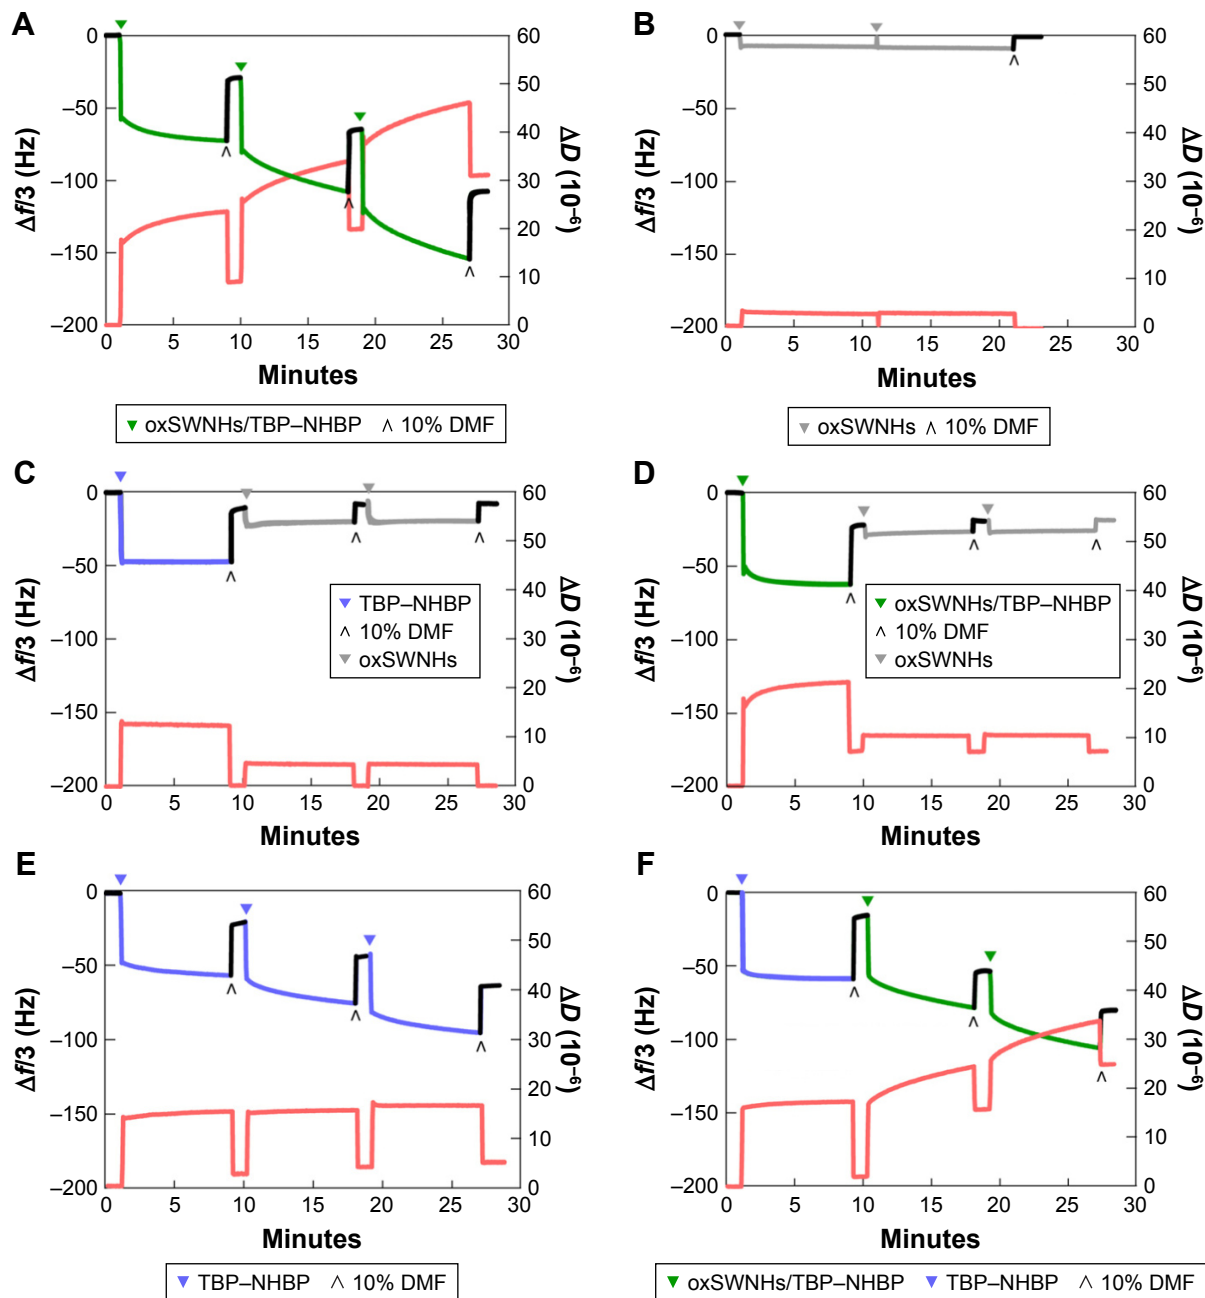 A
0
–50
–100
–150
–200
Δf/3 (Hz)
60
50
40
30
20
10
0
ΔD (10⁻⁶)
0 5 10 15 20 25 30
Minutes
▼ oxSWNHs/TBP–NHBP ∧ 10% DMF
B
0
–50
–100
–150
–200
Δf/3 (Hz)
60
50
40
30
20
10
0
ΔD (10⁻⁶)
0 5 10 15 20 25 30
Minutes
▼ oxSWNHs ∧ 10% DMF
C
0
–50
–100
–150
–200
Δf/3 (Hz)
60
50
40
30
20
10
0
ΔD (10⁻⁶)
▼ TBP–NHBP
∧ 10% DMF
▼ oxSWNHs
0 5 10 15 20 25 30
Minutes
D
0
–50
–100
–150
–200
Δf/3 (Hz)
60
50
40
30
20
10
0
ΔD (10⁻⁶)
▼ oxSWNHs/TBP–NHBP
∧ 10% DMF
▼ oxSWNHs
0 5 10 15 20 25 30
Minutes
E
0
–50
–100
–150
–200
Δf/3 (Hz)
60
50
40
30
20
10
0
ΔD (10⁻⁶)
0 5 10 15 20 25 30
Minutes
▼ TBP–NHBP ∧ 10% DMF
F
0
–50
–100
–150
–200
Δf/3 (Hz)
60
50
40
30
20
10
0
ΔD (10⁻⁶)
0 5 10 15 20 25 30
Minutes
▼ oxSWNHs/TBP–NHBP ▼ TBP–NHBP ∧ 10% DMF